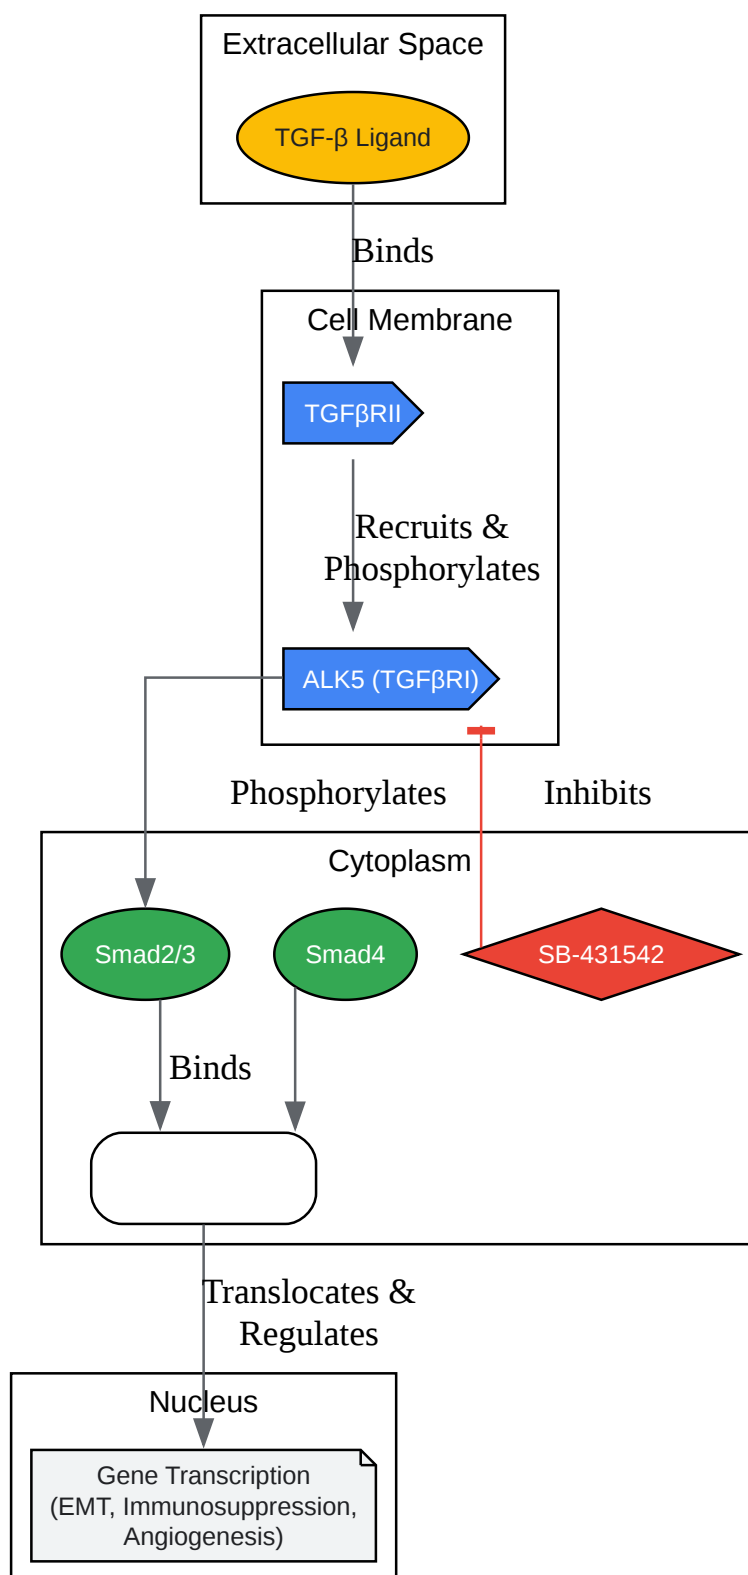 Extracellular Space
TGF-β Ligand
Binds
Cell Membrane
TGFβRII
Recruits &
Phosphorylates
ALK5 (TGFβRI)
Phosphorylates
Inhibits
Cytoplasm
Smad2/3
Smad4
SB-431542
Binds
Translocates &
Regulates
Nucleus
Gene Transcription
(EMT, Immunosuppression,
Angiogenesis)